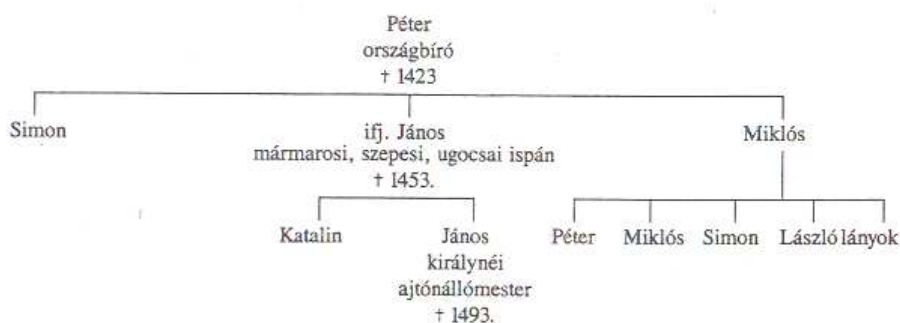 Péter
országbíró
† 1423
Simon
ifj. János
mármarosi, szepesi, ugocsai ispán
† 1453.
Miklós
Katalin
János
királynéi
ajtónállómester
† 1493.
Péter
Miklós
Simon
László
lányok